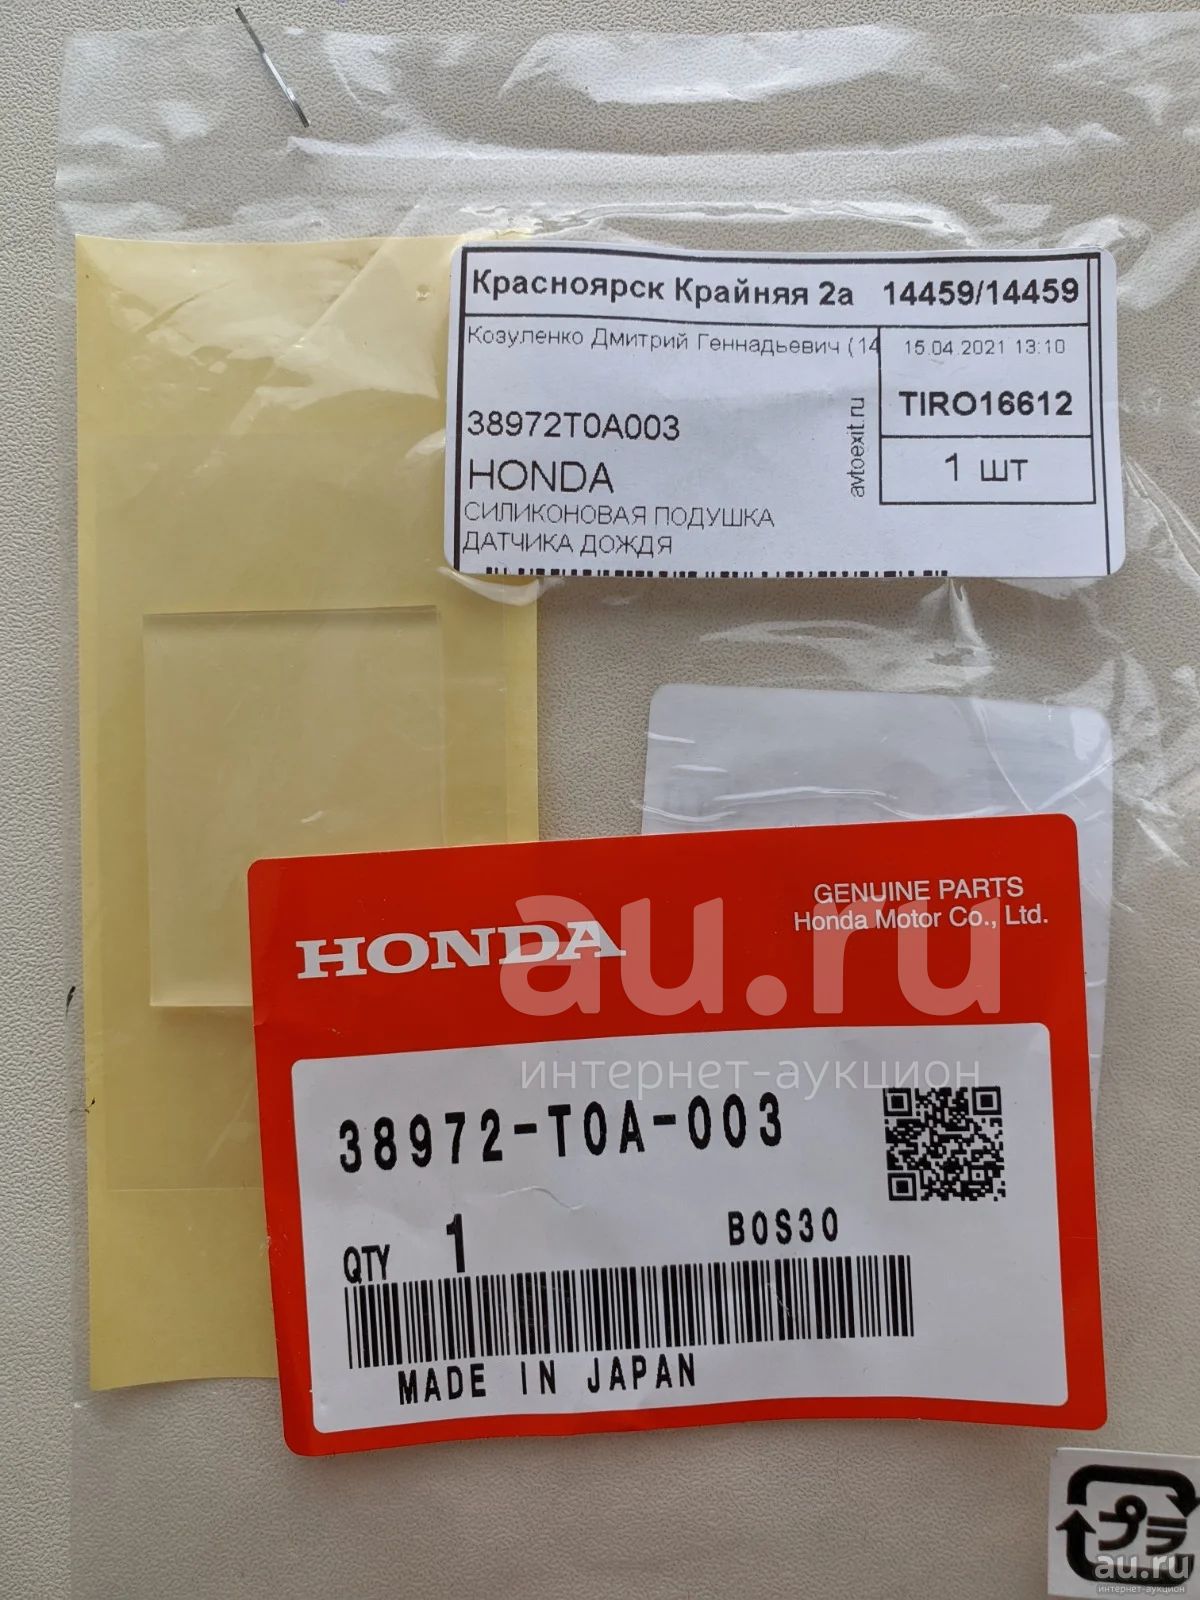 Красноярск Крайняя 2а 14459/14459
Козуленко Дмитрий Геннадьевич (14
15.04.2021 13:10
TIRO16612
38972T0A003
1 шт
HONDA
avtoexit.ru
СИЛИКОНОВАЯ ПОДУШКА
ДАТЧИКА ДОЖДЯ
GENUINE PARTS
Honda Motor Co., Ltd.
HONDA
au.ru
интернет-аукцион
38972-T0A-003
QTY 1 B0S30
MADE IN JAPAN
プラ
au.ru
интернет-аукцион